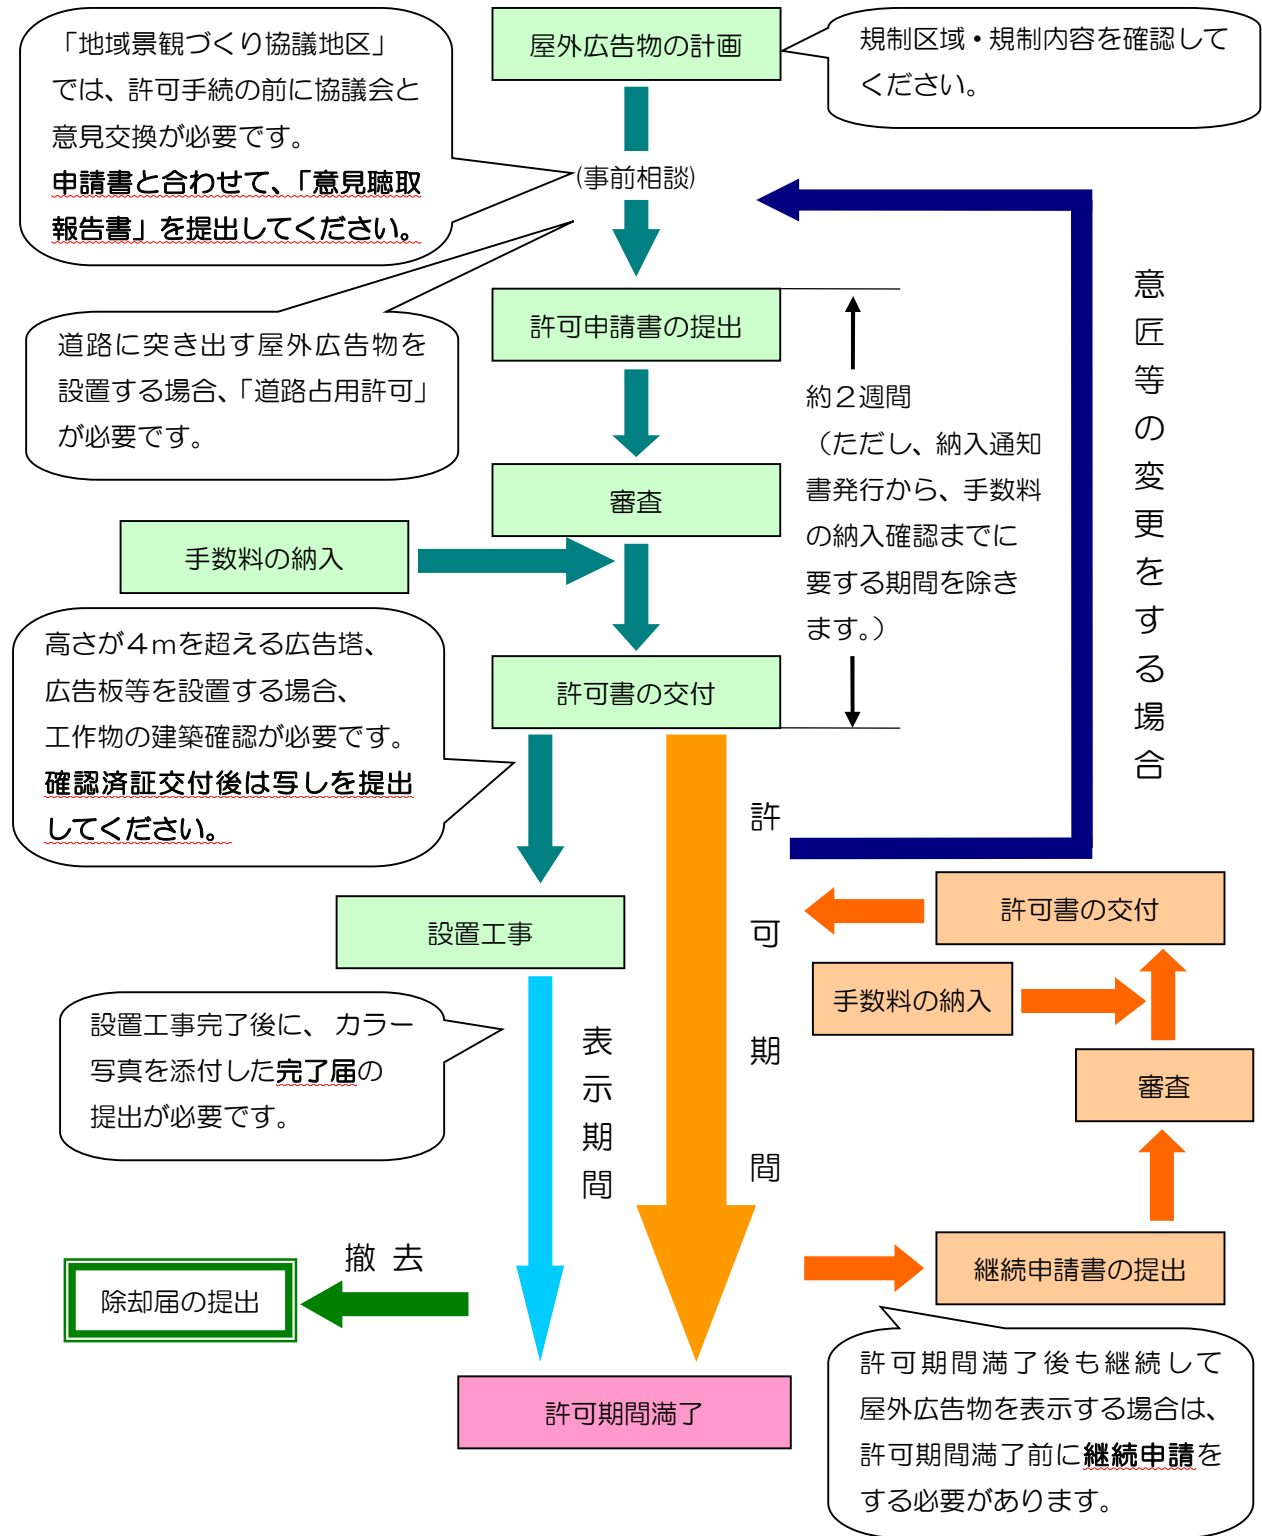 「地域景観づくり協議地区」
では、許可手続の前に協議会と
意見交換が必要です。
申請書と合わせて、「意見聴取
報告書」を提出してください。
屋外広告物の計画
規制区域・規制内容を確認して
ください。
(事前相談)
道路に突き出す屋外広告物を
設置する場合、「道路占用許可」
が必要です。
許可申請書の提出
約２週間
（ただし、納入通知
書発行から、手数料
の納入確認までに
要する期間を除き
ます。）
意匠等の変更をする場合
審査
手数料の納入
高さが４ｍを超える広告塔、
広告板等を設置する場合、
工作物の建築確認が必要です。
確認済証交付後は写しを提出
してください。
許可書の交付
許可期間
設置工事
許可書の交付
手数料の納入
審査
設置工事完了後に、カラー
写真を添付した完了届の
提出が必要です。
表示期間
撤 去
除却届の提出
継続申請書の提出
許可期間満了
許可期間満了後も継続して
屋外広告物を表示する場合は、
許可期間満了前に継続申請を
する必要があります。